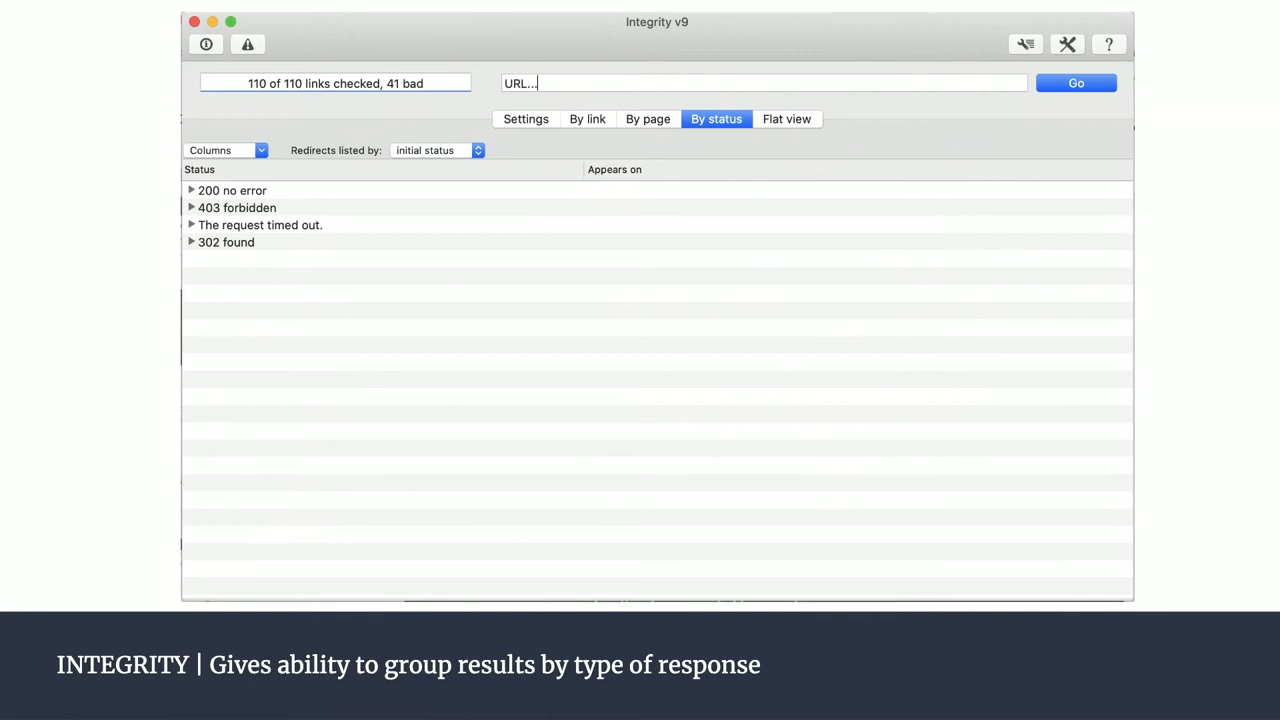 Integrity v9
110 of 110 links checked, 41 bad
URL...
Go
Settings
By link
By page
By status
Flat view
Columns
Redirects listed by:
initial status
Status
Appears on
200 no error
403 forbidden
The request timed out.
302 found
INTEGRITY | Gives ability to group results by type of response